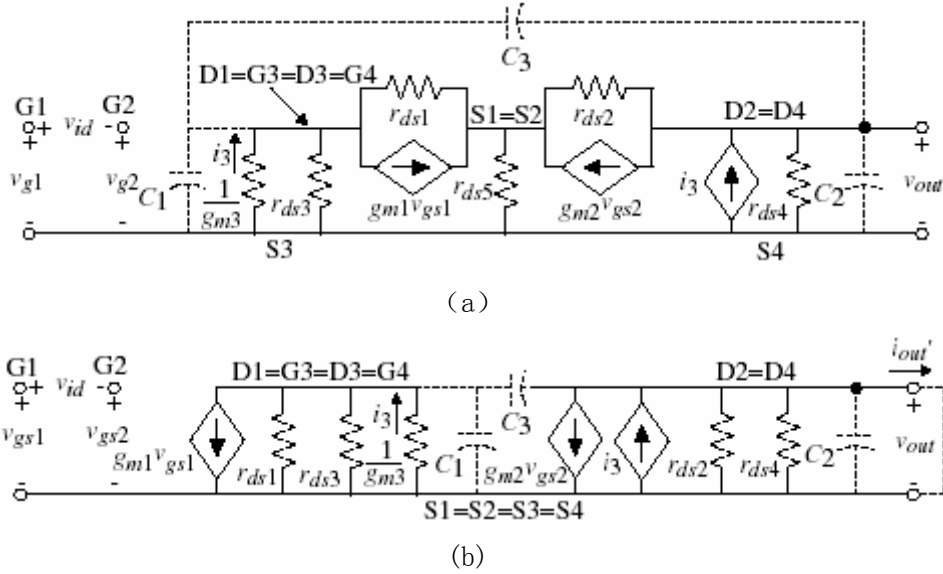 C3
D1=G3=D3=G4
rds1
S1=S2
rds2
D2=D4
G1 + vid - G2
+ +
i3
vg1 vg2 C1 1/gm3 rds3 gm1vgs1 rds5 gm2vgs2 i3 rds4 C2 vout
- - -
S3 S4
（a）
iout'
G1 + vid - G2 D1=G3=D3=G4 D2=D4
+ + C3 +
i3
vgs1 vgs2 gm1vgs1 rds1 rds3 1/gm3 C1 gm2vgs2 i3 rds2 rds4 C2 vout
- - -
S1=S2=S3=S4
(b)